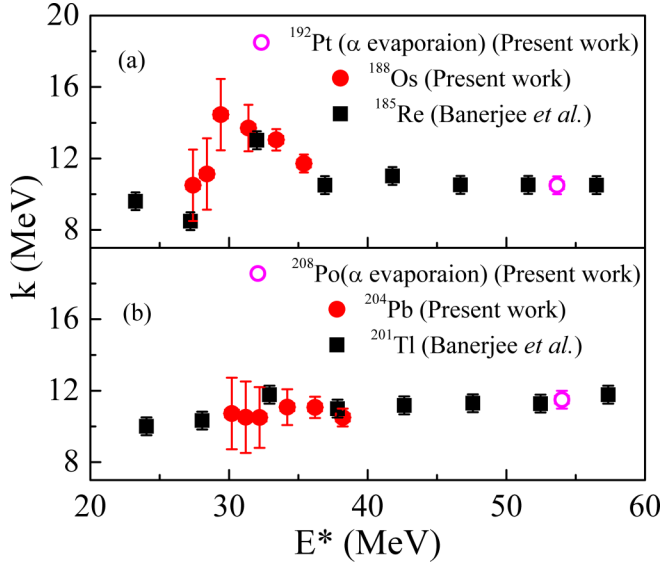 (a)
¹⁹²Pt (α evaporaion) (Present work)
¹⁸⁸Os (Present work)
¹⁸⁵Re (Banerjee et al.)
20
16
12
8
(b)
²⁰⁸Po(α evaporaion) (Present work)
²⁰⁴Pb (Present work)
²⁰¹Tl (Banerjee et al.)
16
12
8
k (MeV)
20 30 40 50 60
E* (MeV)